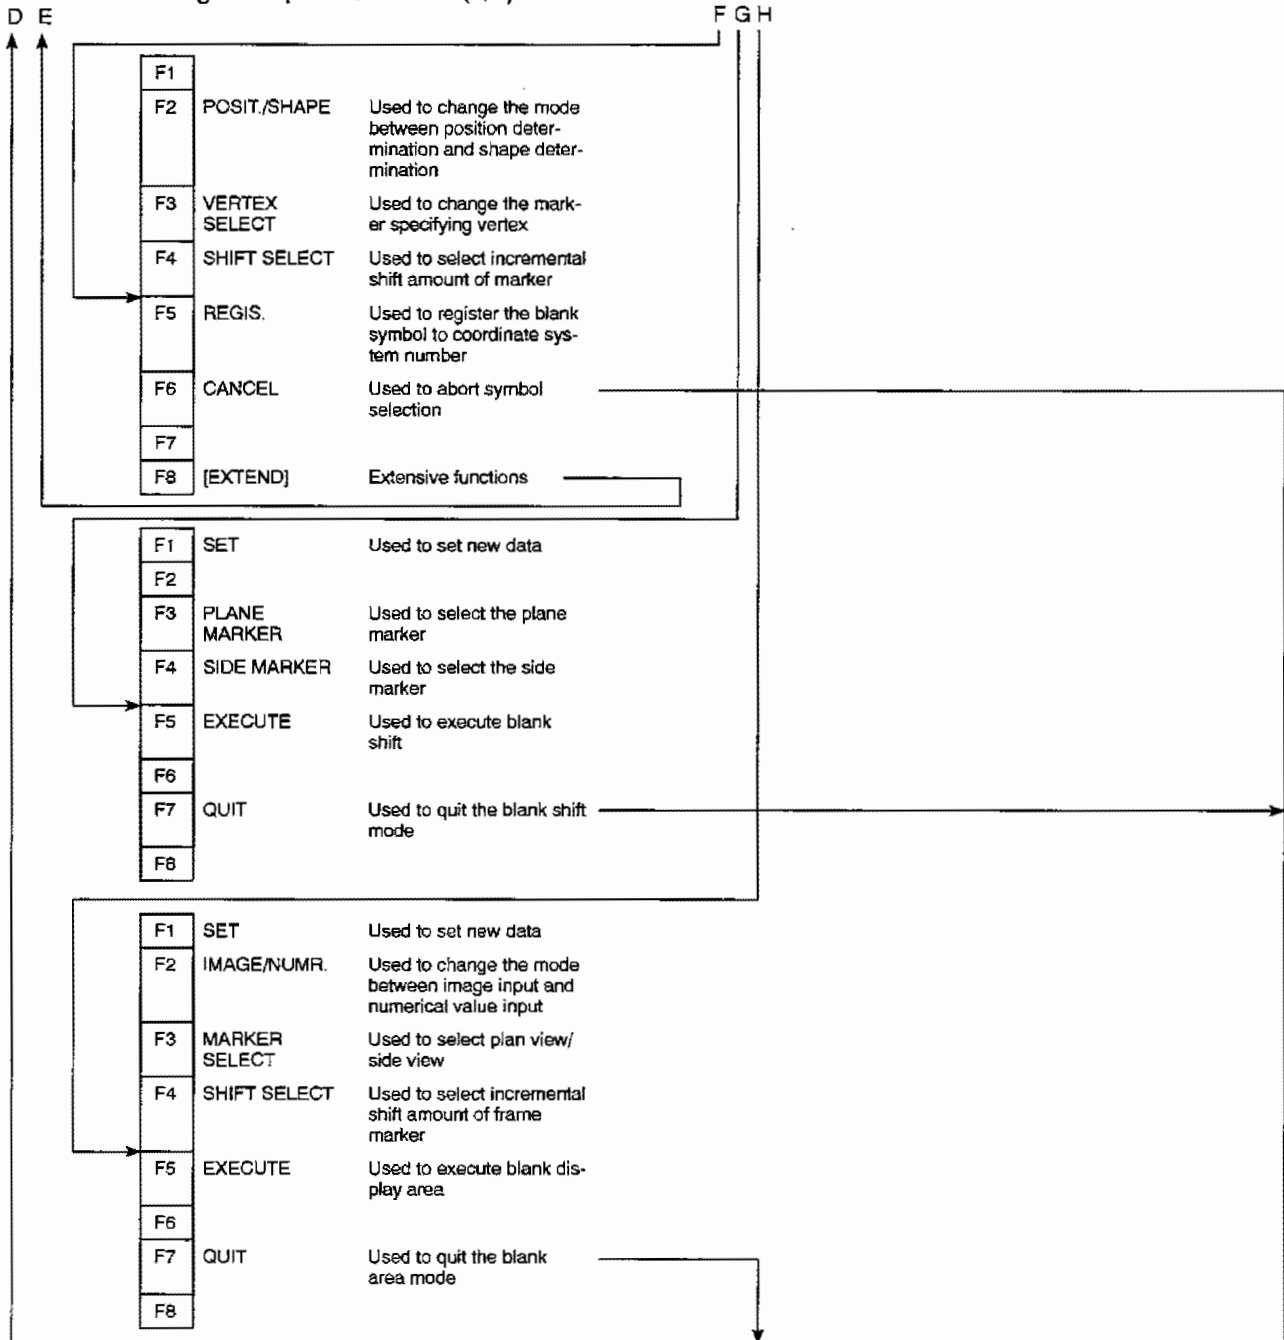 D E F G H
F1
F2 POSIT./SHAPE Used to change the mode
between position deter-
mination and shape deter-
mination
F3 VERTEX Used to change the mark-
SELECT er specifying vertex
F4 SHIFT SELECT Used to select incremental
shift amount of marker
F5 REGIS. Used to register the blank
symbol to coordinate sys-
tem number
F6 CANCEL Used to abort symbol
selection
F7
F8 [EXTEND] Extensive functions
F1 SET Used to set new data
F2
F3 PLANE Used to select the plane
MARKER marker
F4 SIDE MARKER Used to select the side
marker
F5 EXECUTE Used to execute blank
shift
F6
F7 QUIT Used to quit the blank shift
mode
F8
F1 SET Used to set new data
F2 IMAGE/NUMR. Used to change the mode
between image input and
numerical value input
F3 MARKER Used to select plan view/
SELECT side view
F4 SHIFT SELECT Used to select incremental
shift amount of frame
marker
F5 EXECUTE Used to execute blank dis-
play area
F6
F7 QUIT Used to quit the blank
area mode
F8